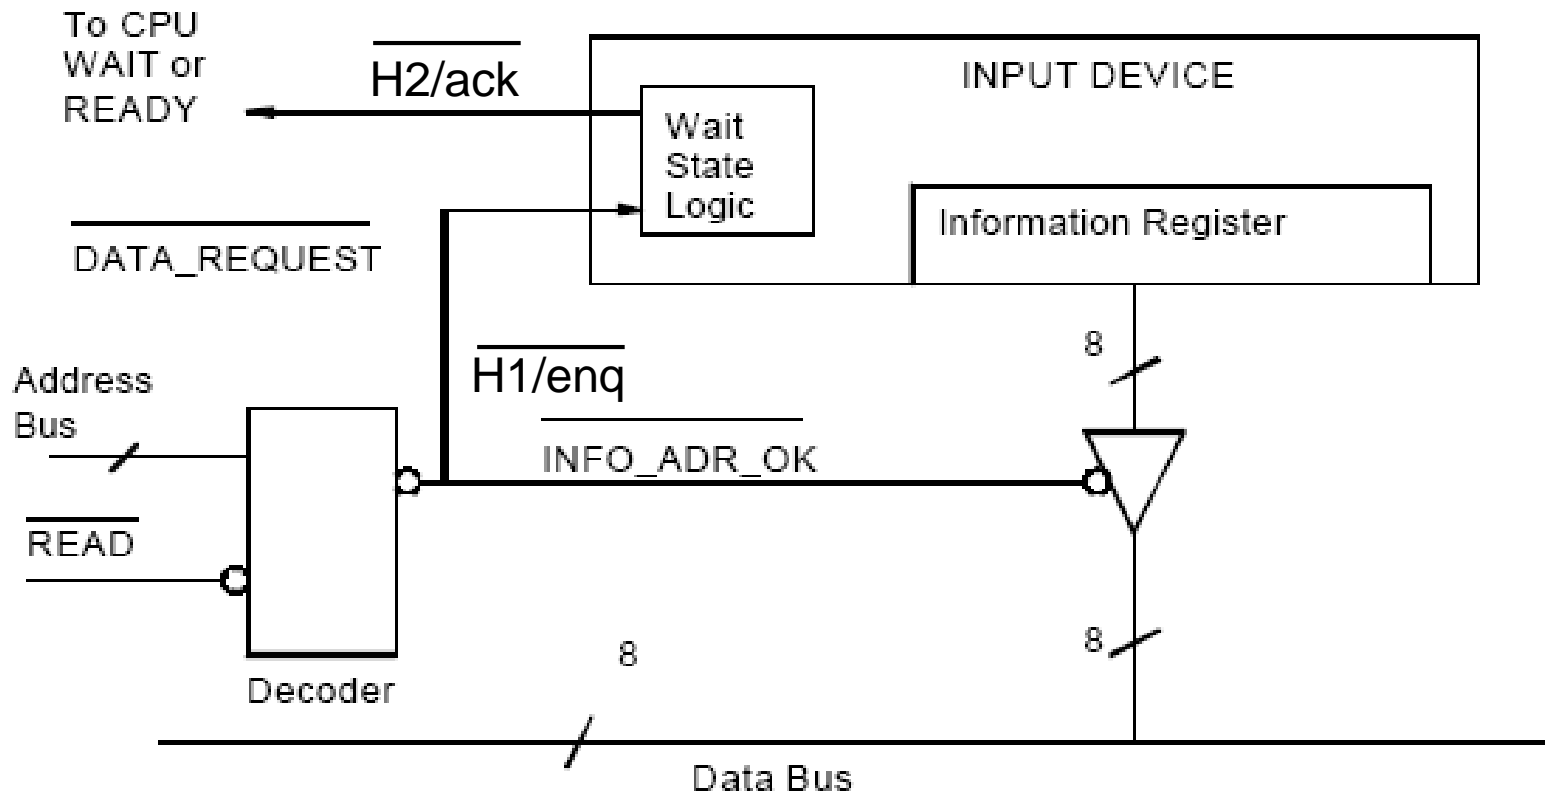 To CPU
WAIT or
READY
H2/ack
INPUT DEVICE
Wait
State
Logic
Information Register
DATA_REQUEST
8
H1/enq
Address
Bus
INFO_ADR_OK
READ
8
8
Decoder
Data Bus